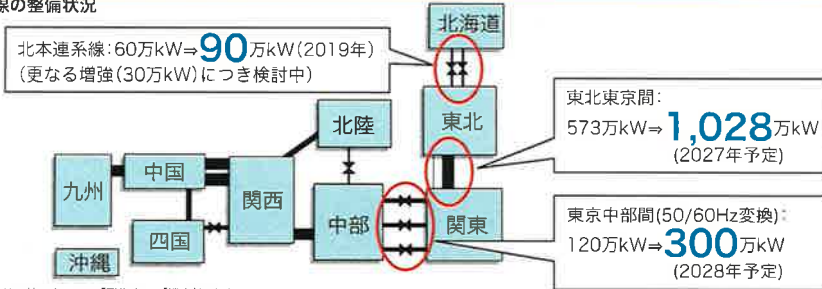 線の整備状況
北海道
北本連系線:60万kW⇒90万kW(2019年)
(更なる増強(30万kW)につき検討中)
東北東京間:
573万kW⇒1,028万kW
(2027年予定)
北陸
東北
九州
中国
関西
中部
関東
四国
沖縄
東京中部間(50/60Hz変換):
120万kW⇒300万kW
(2028年予定)